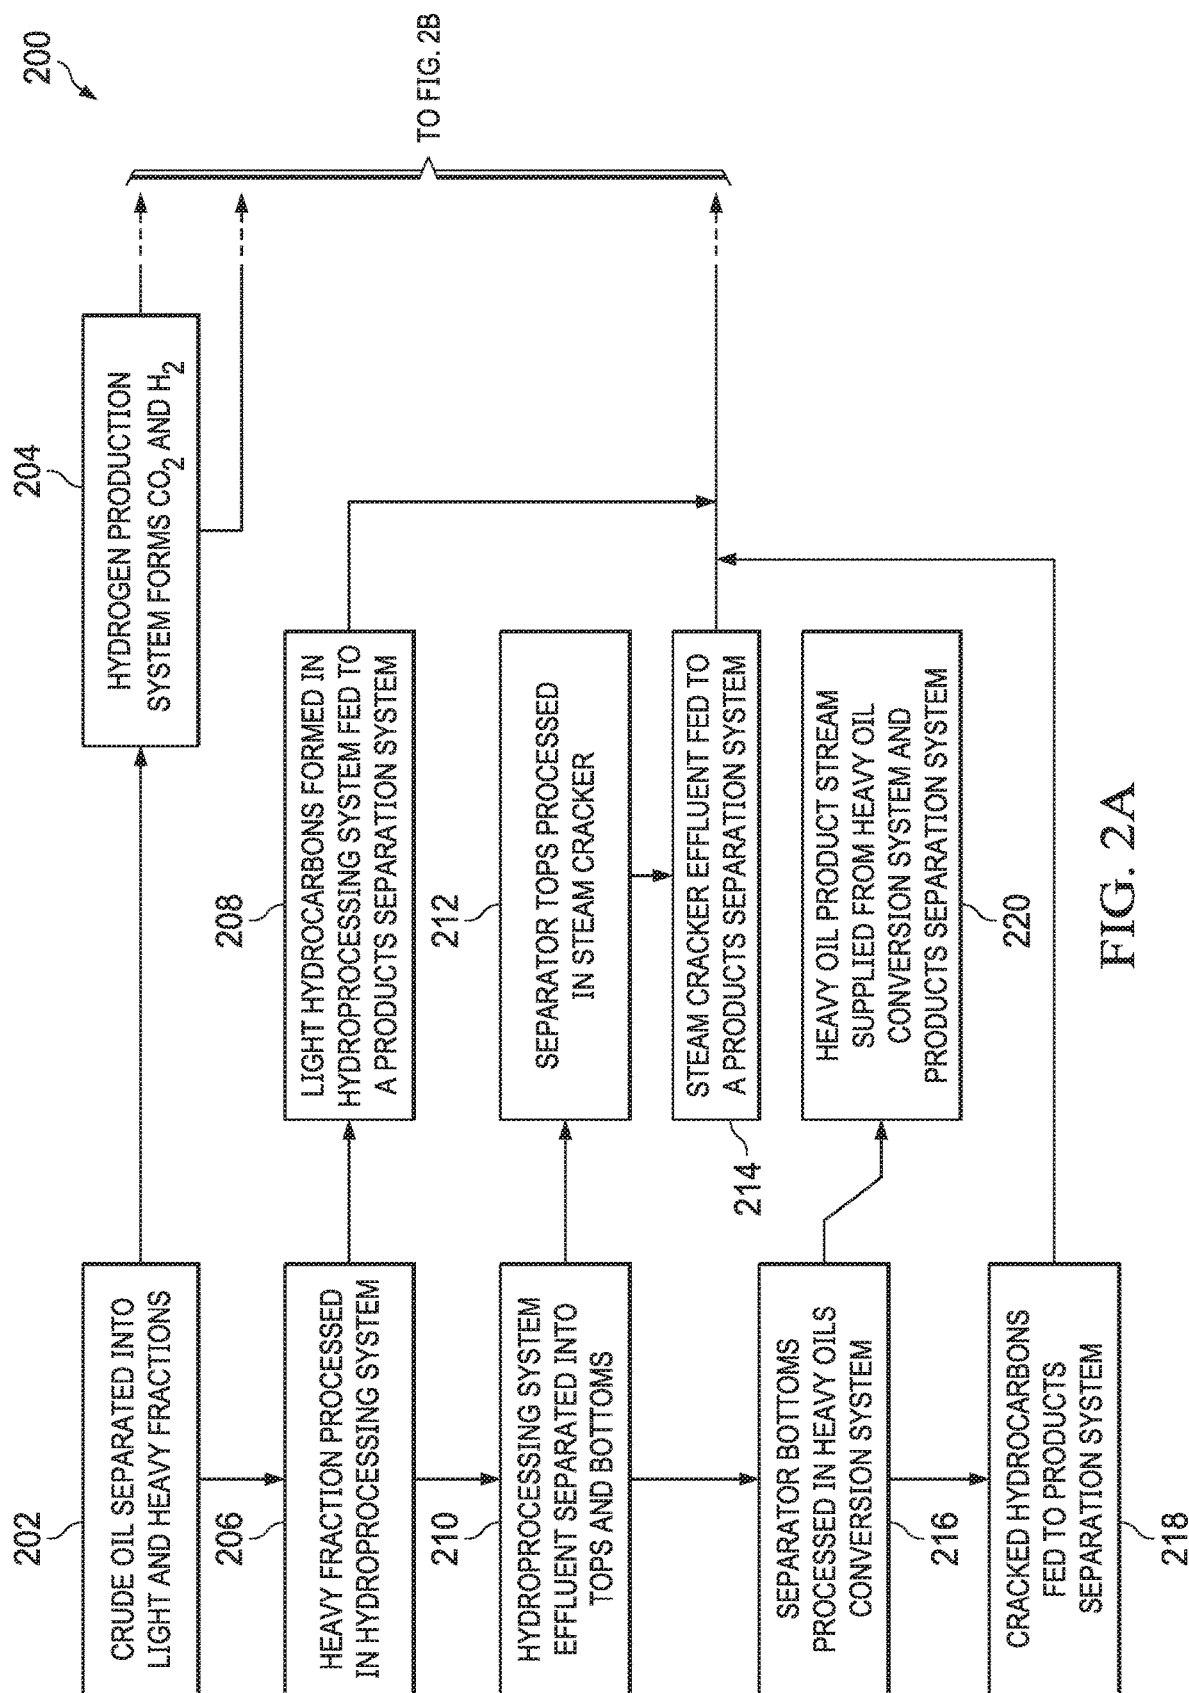 200
202
CRUDE OIL SEPARATED INTO
LIGHT AND HEAVY FRACTIONS
204
HYDROGEN PRODUCTION
SYSTEM FORMS CO2 AND H2
TO FIG. 2B
206
HEAVY FRACTION PROCESSED
IN HYDROPROCESSING SYSTEM
208
LIGHT HYDROCARBONS FORMED IN
HYDROPROCESSING SYSTEM FED TO
A PRODUCTS SEPARATION SYSTEM
210
HYDROPROCESSING SYSTEM
EFFLUENT SEPARATED INTO
TOPS AND BOTTOMS
212
SEPARATOR TOPS PROCESSED
IN STEAM CRACKER
STEAM CRACKER EFFLUENT FED TO
A PRODUCTS SEPARATION SYSTEM
214
SEPARATOR BOTTOMS
PROCESSED IN HEAVY OILS
CONVERSION SYSTEM
216
HEAVY OIL PRODUCT STREAM
SUPPLIED FROM HEAVY OIL
CONVERSION SYSTEM AND
PRODUCTS SEPARATION SYSTEM
220
CRACKED HYDROCARBONS
FED TO PRODUCTS
SEPARATION SYSTEM
218
FIG. 2A